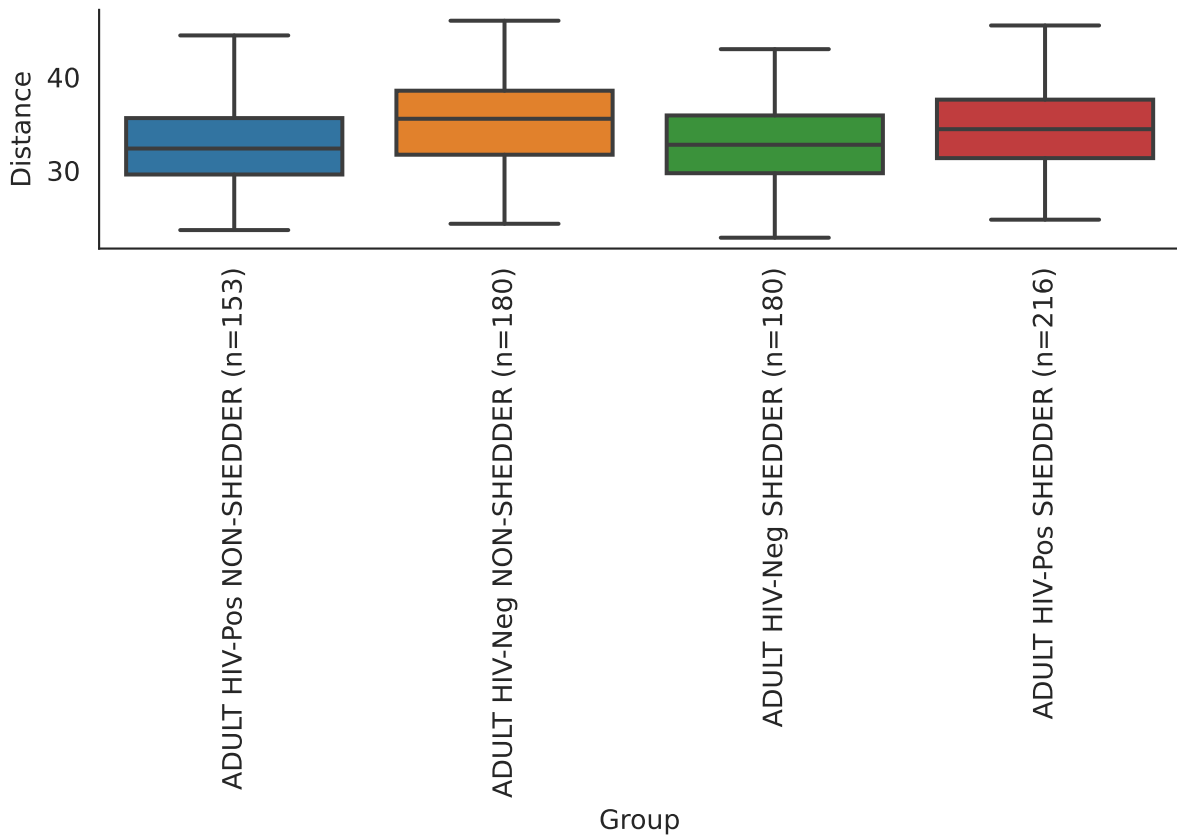 Distance
40
30
ADULT HIV-Pos NON-SHEDDER (n=153)
ADULT HIV-Neg NON-SHEDDER (n=180)
ADULT HIV-Neg SHEDDER (n=180)
ADULT HIV-Pos SHEDDER (n=216)
Group